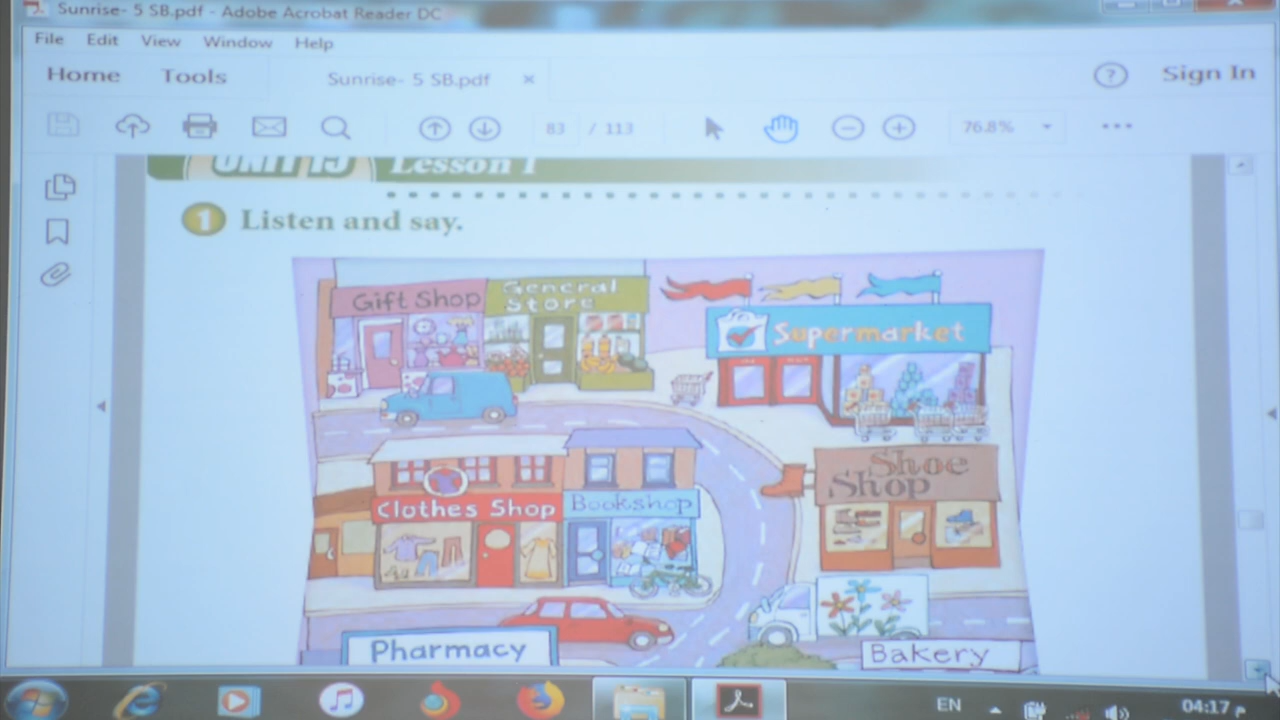 Sunrise- 5 SB.pdf - Adobe Acrobat Reader DC
File Edit View Window Help
Home Tools Sunrise- 5 SB.pdf × ? Sign In
83 / 113 76.8% •••
UNIT 15 Lesson 1
1 Listen and say.
Gift Shop
General Store
Supermarket
Shoe Shop
Clothes Shop
Bookshop
Pharmacy
Bakery
EN 04:17 م